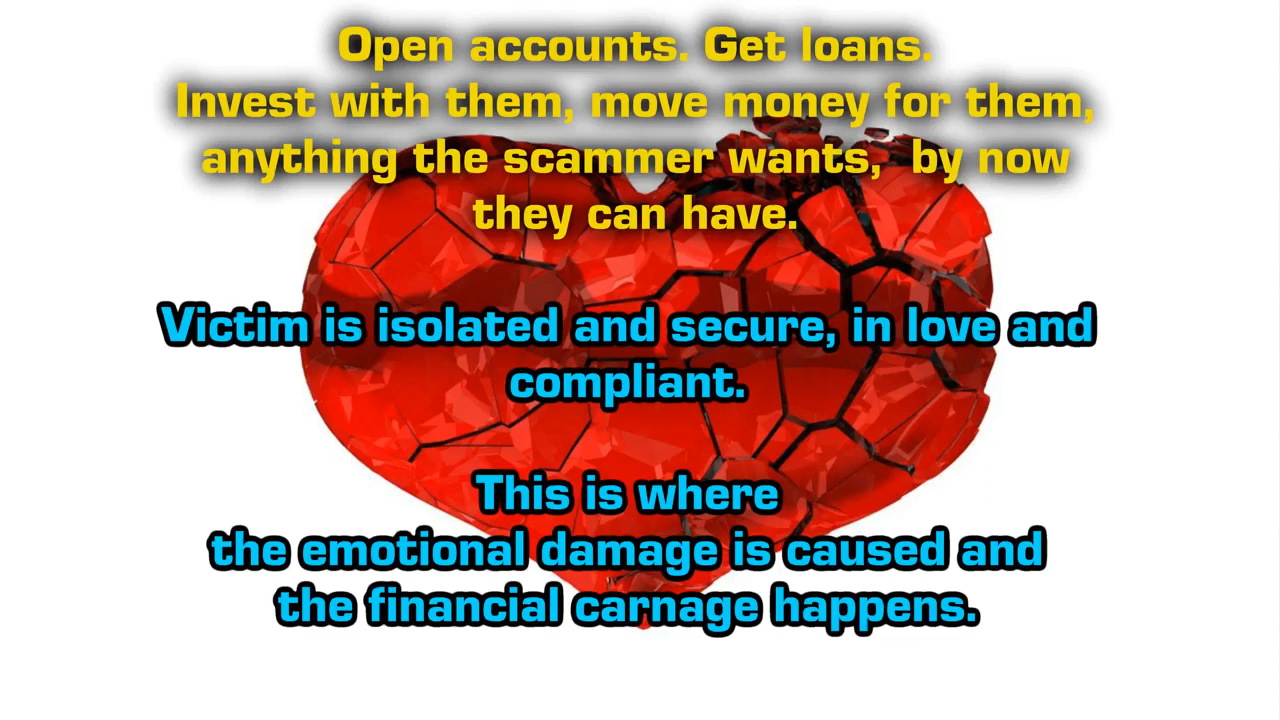 Open accounts. Get loans.
Invest with them, move money for them,
anything the scammer wants,  by now
they can have.
Victim is isolated and secure, in love and
compliant.
This is where
the emotional damage is caused and
the financial carnage happens.